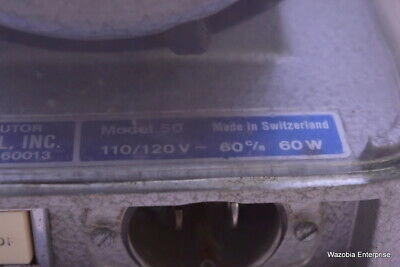 UTOR Model 50 Made in Switzerland
L, INC.
60013 110/120 V ~ 60 c/s 60 W
Wazobia Enterprise